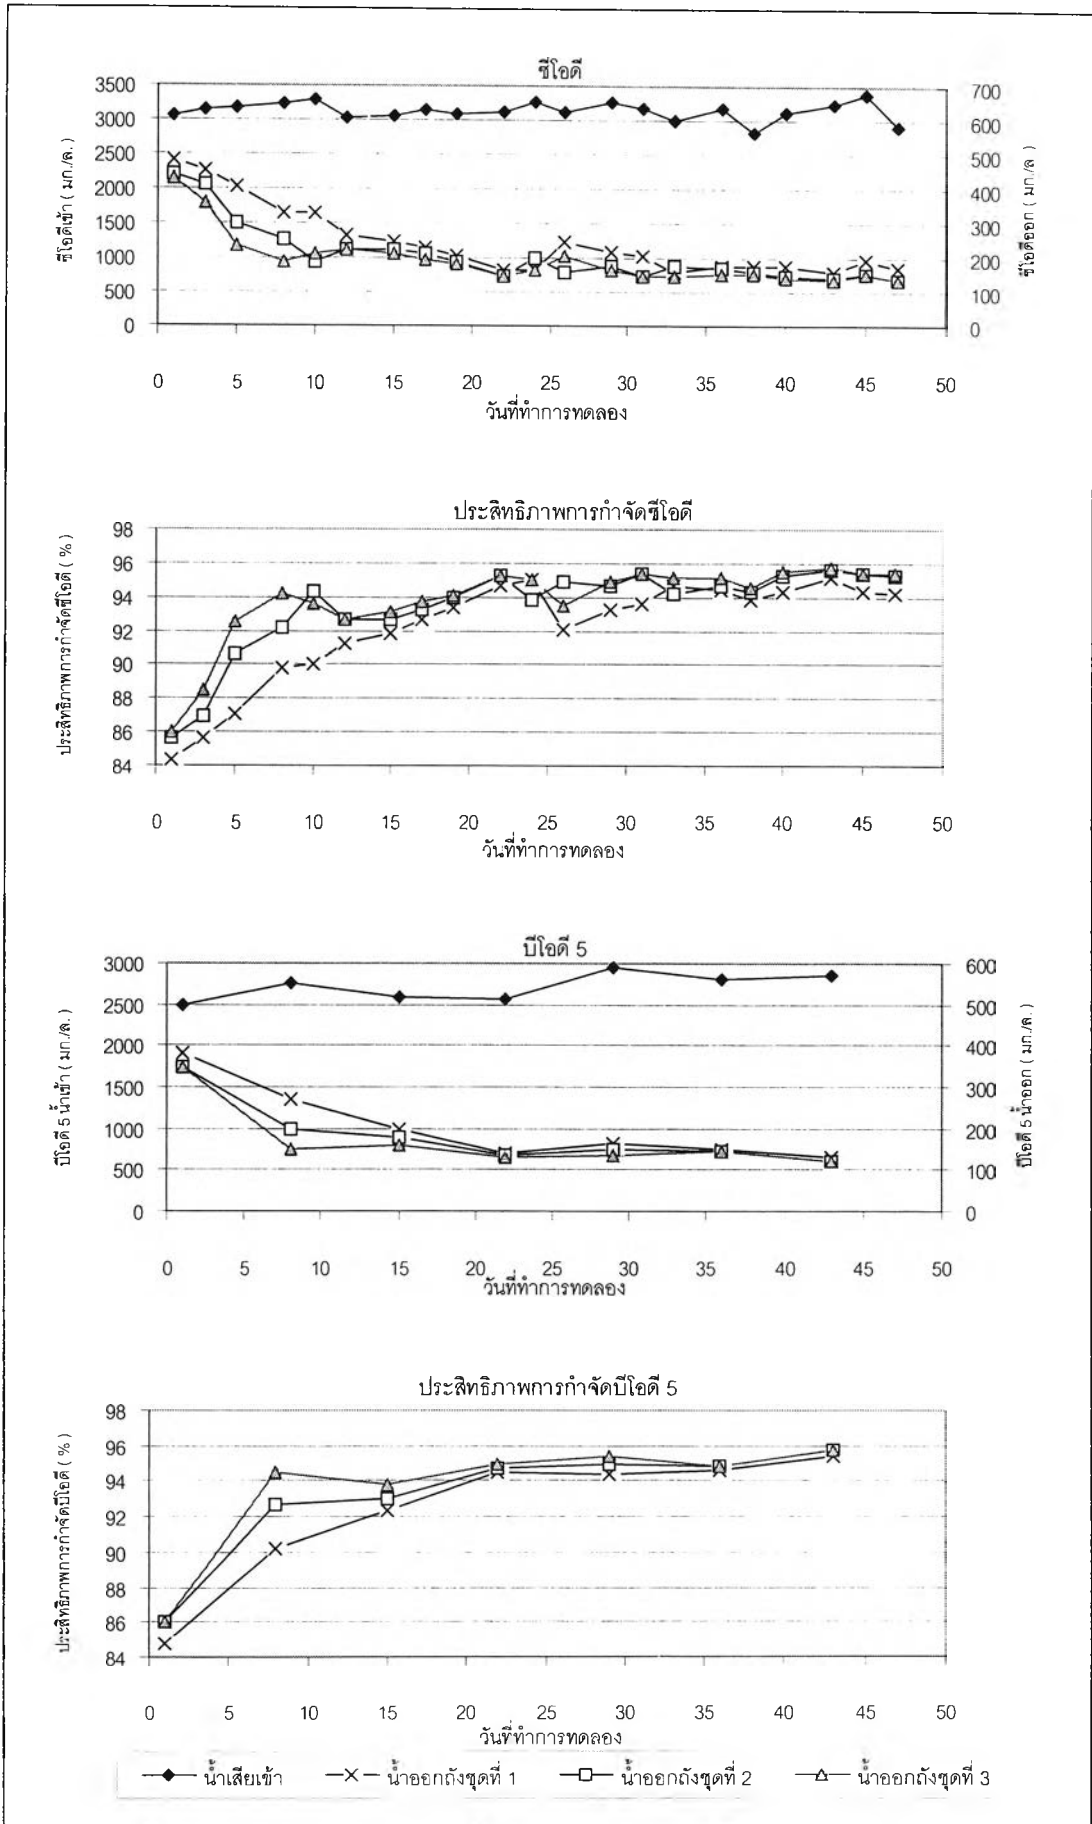 ซีโอดี
3500 3000 2500 2000 1500 1000 500 0
ซีโอดีเข้า ( มก./ล. )
700 600 500 400 300 200 100 0
ซีโอดีออก ( มก./ล )
0 5 10 15 20 25 30 35 40 45 50
วันที่ทำการทดลอง
ประสิทธิภาพการกำจัดซีโอดี
98 96 94 92 90 88 86 84
ประสิทธิภาพการกำจัดซีโอดี ( % )
0 5 10 15 20 25 30 35 40 45 50
วันที่ทำการทดลอง
บีโอดี 5
3000 2500 2000 1500 1000 500 0
บีโอดี 5 น้ำเข้า ( มก./ล. )
600 500 400 300 200 100 0
บีโอดี 5 น้ำออก ( มก./ล. )
0 5 10 15 20 25 30 35 40 45 50
วันที่ทำการทดลอง
ประสิทธิภาพการกำจัดบีโอดี 5
98 96 94 92 90 88 86 84
ประสิทธิภาพการกำจัดบีโอดี ( % )
0 5 10 15 20 25 30 35 40 45 50
วันที่ทำการทดลอง
น้ำเสียเข้า น้ำออกถังชุดที่ 1 น้ำออกถังชุดที่ 2 น้ำออกถังชุดที่ 3